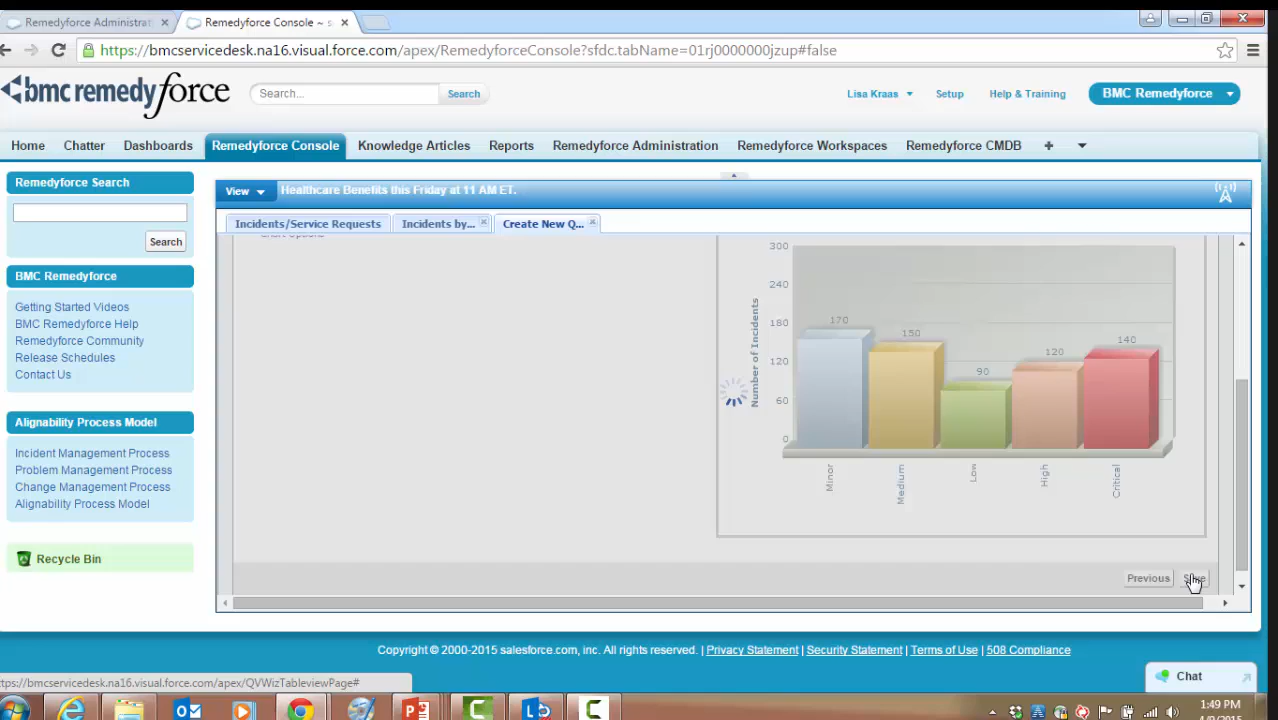 Remedyforce Administrat
Remedyforce Console ~ s
https://bmcservicedesk.na16.visual.force.com/apex/RemedyforceConsole?sfdc.tabName=01rj0000000jzup#false
bmc remedyforce
Search...
Search
Lisa Kraas
Setup
Help & Training
BMC Remedyforce
Home
Chatter
Dashboards
Remedyforce Console
Knowledge Articles
Reports
Remedyforce Administration
Remedyforce Workspaces
Remedyforce CMDB
+
Remedyforce Search
Search
BMC Remedyforce
Getting Started Videos
BMC Remedyforce Help
Remedyforce Community
Release Schedules
Contact Us
Alignability Process Model
Incident Management Process
Problem Management Process
Change Management Process
Alignability Process Model
Recycle Bin
View
Healthcare Benefits this Friday at 11 AM ET.
Incidents/Service Requests
Incidents by...
Create New Q...
Number of Incidents
300
240
180
120
60
0
170
150
90
120
140
Minor
Medium
Low
High
Critical
Previous
Copyright © 2000-2015 salesforce.com, inc. All rights reserved. | Privacy Statement | Security Statement | Terms of Use | 508 Compliance
Chat
ttps://bmcservicedesk.na16.visual.force.com/apex/QVWizTableviewPage#
1:49 PM